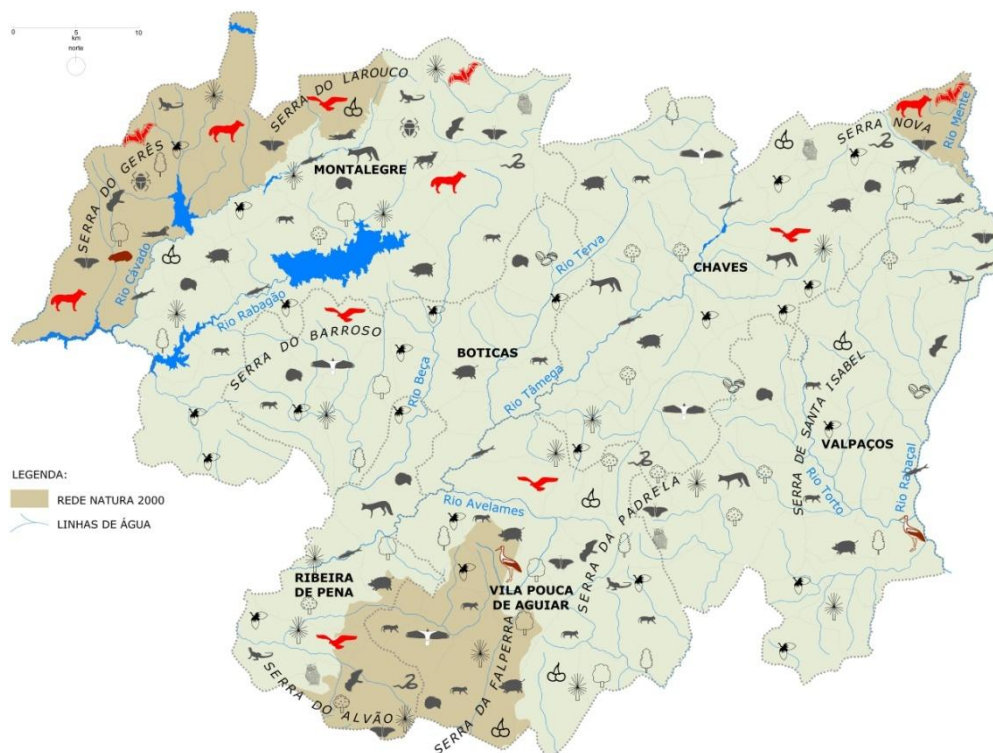 0 5 10
km
norte
SERRA DO LAROUCO
SERRA DO GERÊS
MONTALEGRE
SERRA NOVA
Rio Mente
Rio Cávado
Rio Rabagão
Rio Terva
CHAVES
SERRA DO BARROSO
BOTICAS
Rio Beça
Rio Tâmega
SERRA DE SANTA ISABEL
VALPAÇOS
LEGENDA:
REDE NATURA 2000
LINHAS DE ÁGUA
Rio Avelames
SERRA DA PADRELA
Rio Torto
Rio Rabaçal
RIBEIRA
DE PENA
VILA POUCA
DE AGUIAR
SERRA DO ALVÃO
SERRA DA FALPERRA